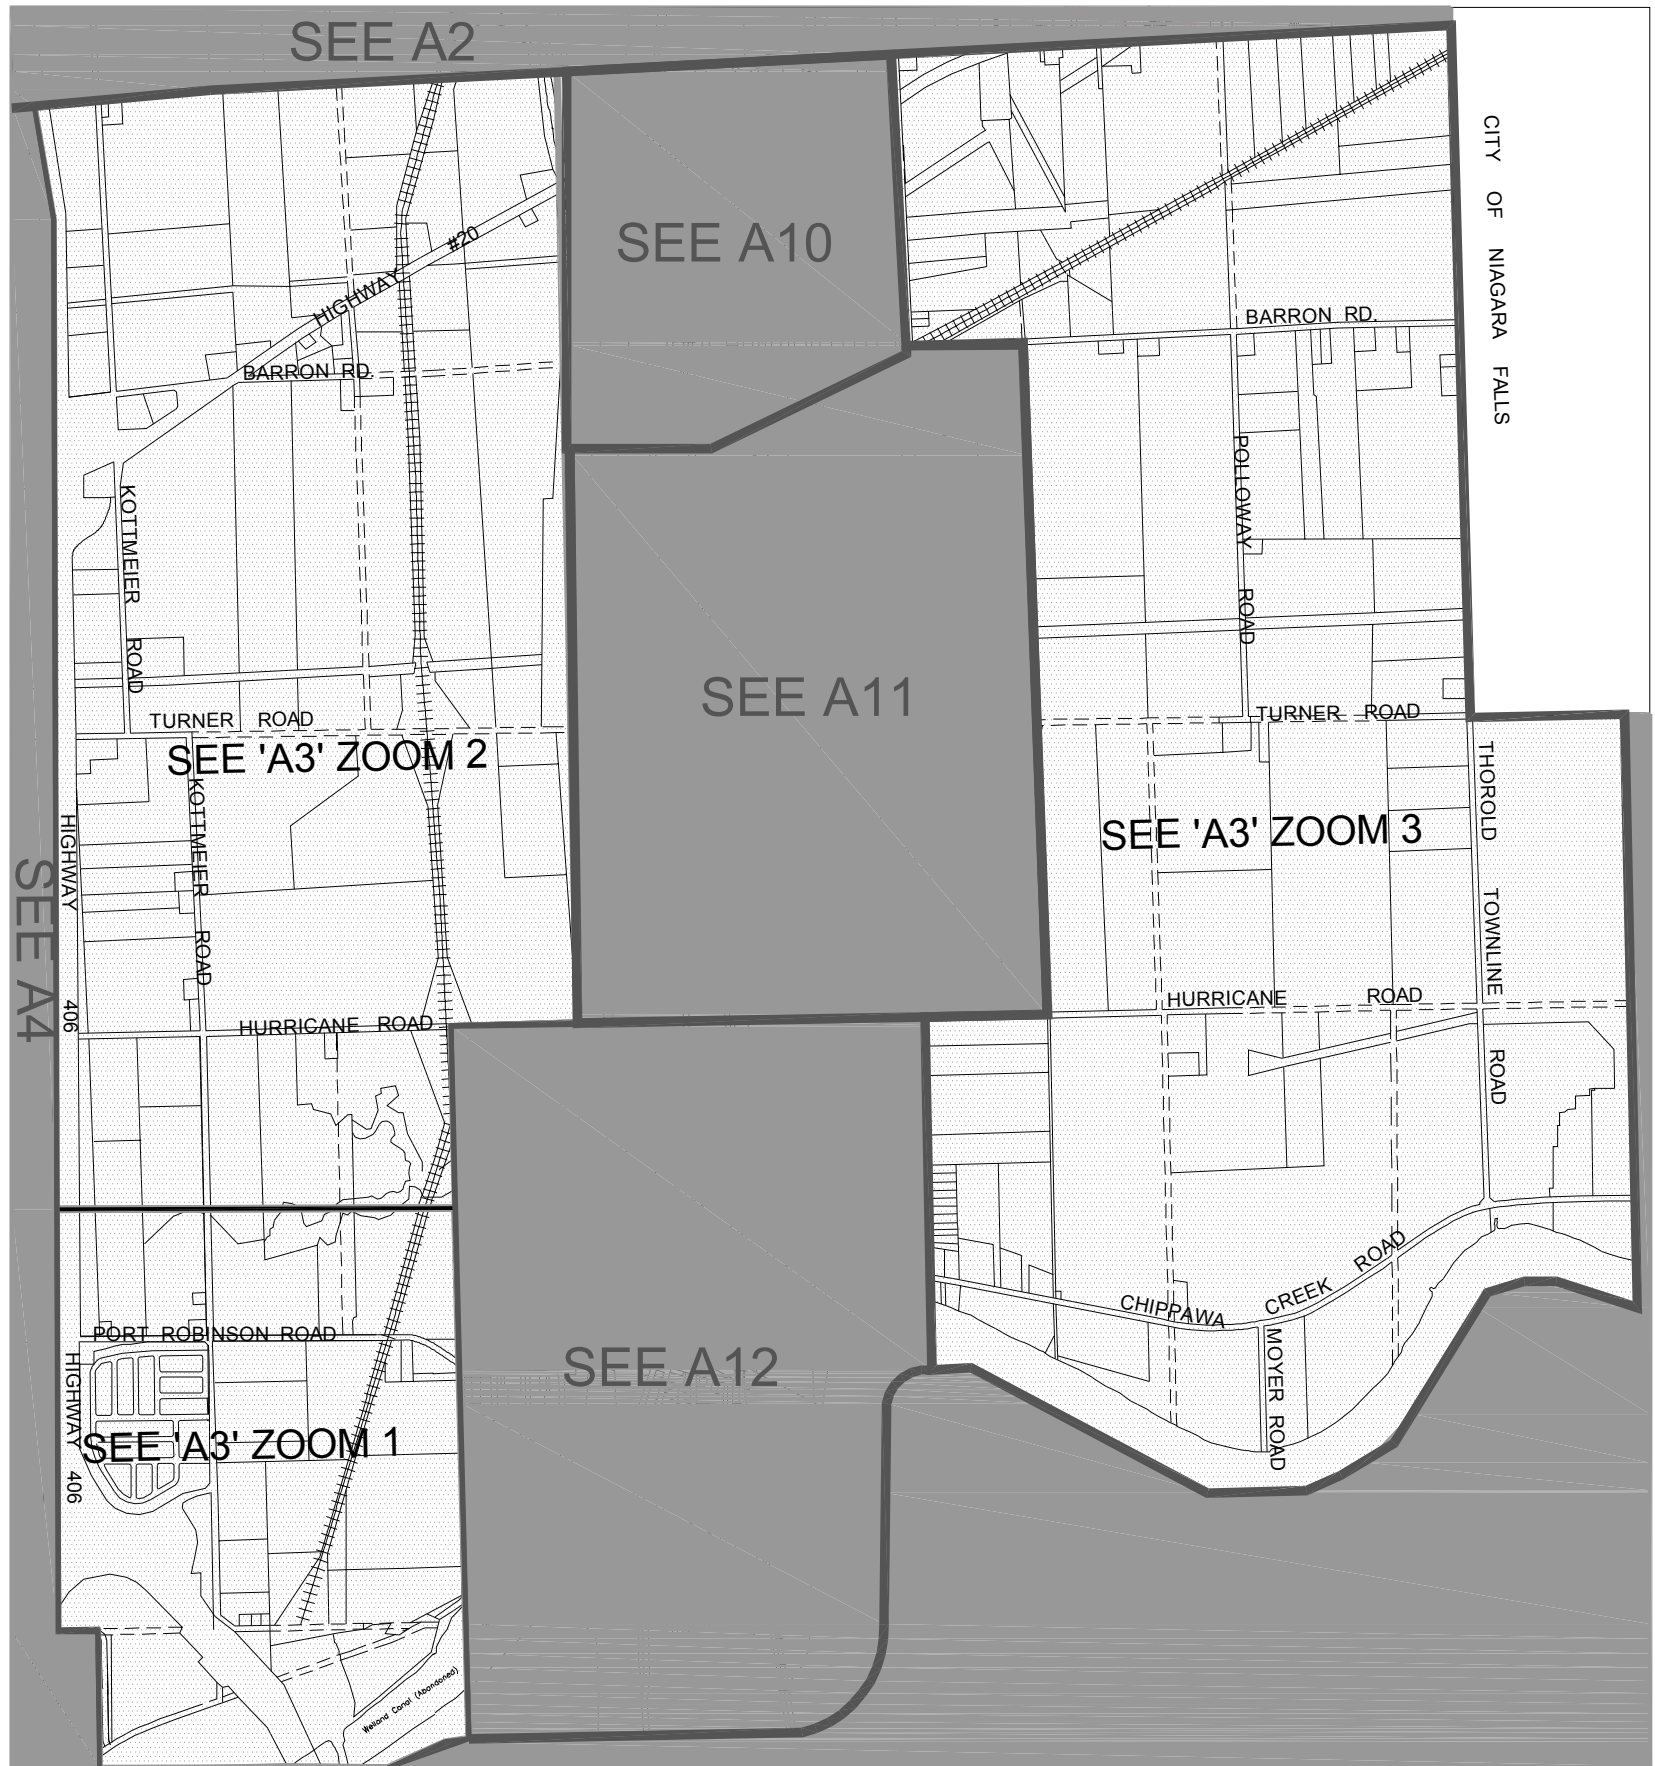 SEE A2
CITY OF NIAGARA FALLS
SEE A10
HIGHWAY #20
BARRON RD.
BARRON RD.
KOTTMEIER ROAD
POLLOWAY ROAD
SEE A11
TURNER ROAD
TURNER ROAD
SEE 'A3' ZOOM 2
SEE 'A3' ZOOM 3
KOTTMEIER ROAD
THOROLD TOWNLINE ROAD
HIGHWAY 406
SEE A4
HURRICANE ROAD
HURRICANE ROAD
CHIPPAWA CREEK ROAD
MOYER ROAD
PORT ROBINSON ROAD
SEE A12
HIGHWAY 406
SEE 'A3' ZOOM 1
Welland Canal (Abandoned)